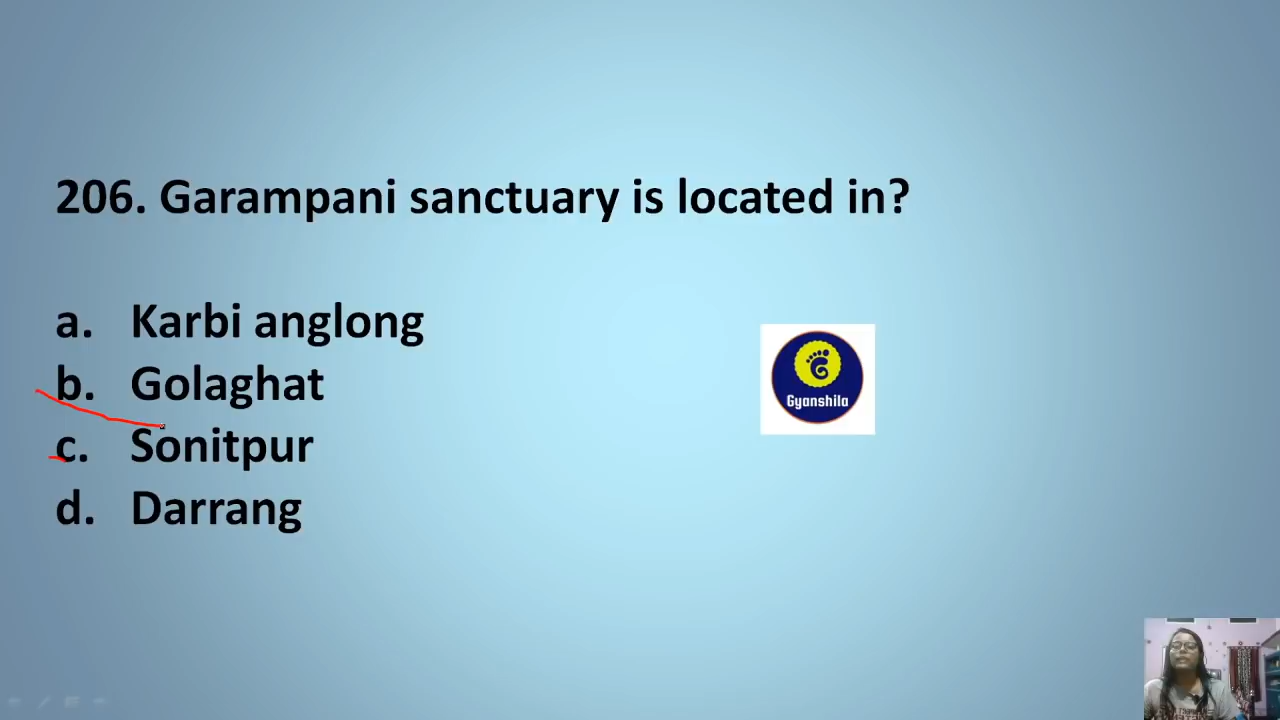 206. Garampani sanctuary is located in?
a. Karbi anglong
b. Golaghat
c. Sonitpur
d. Darrang
Gyanshila